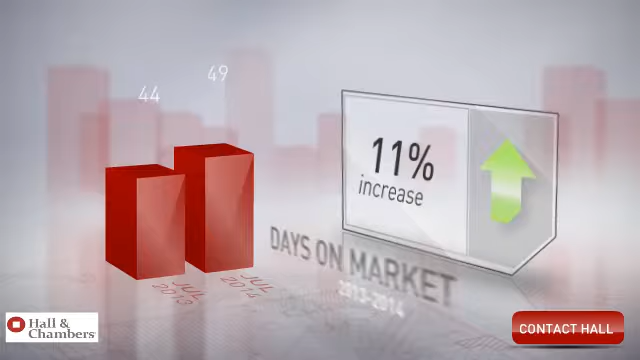 44
49
11%
increase
JUL
2013
JUL
2014
DAYS ON MARKET
2013-2014
Hall &
Chambers
CONTACT HALL